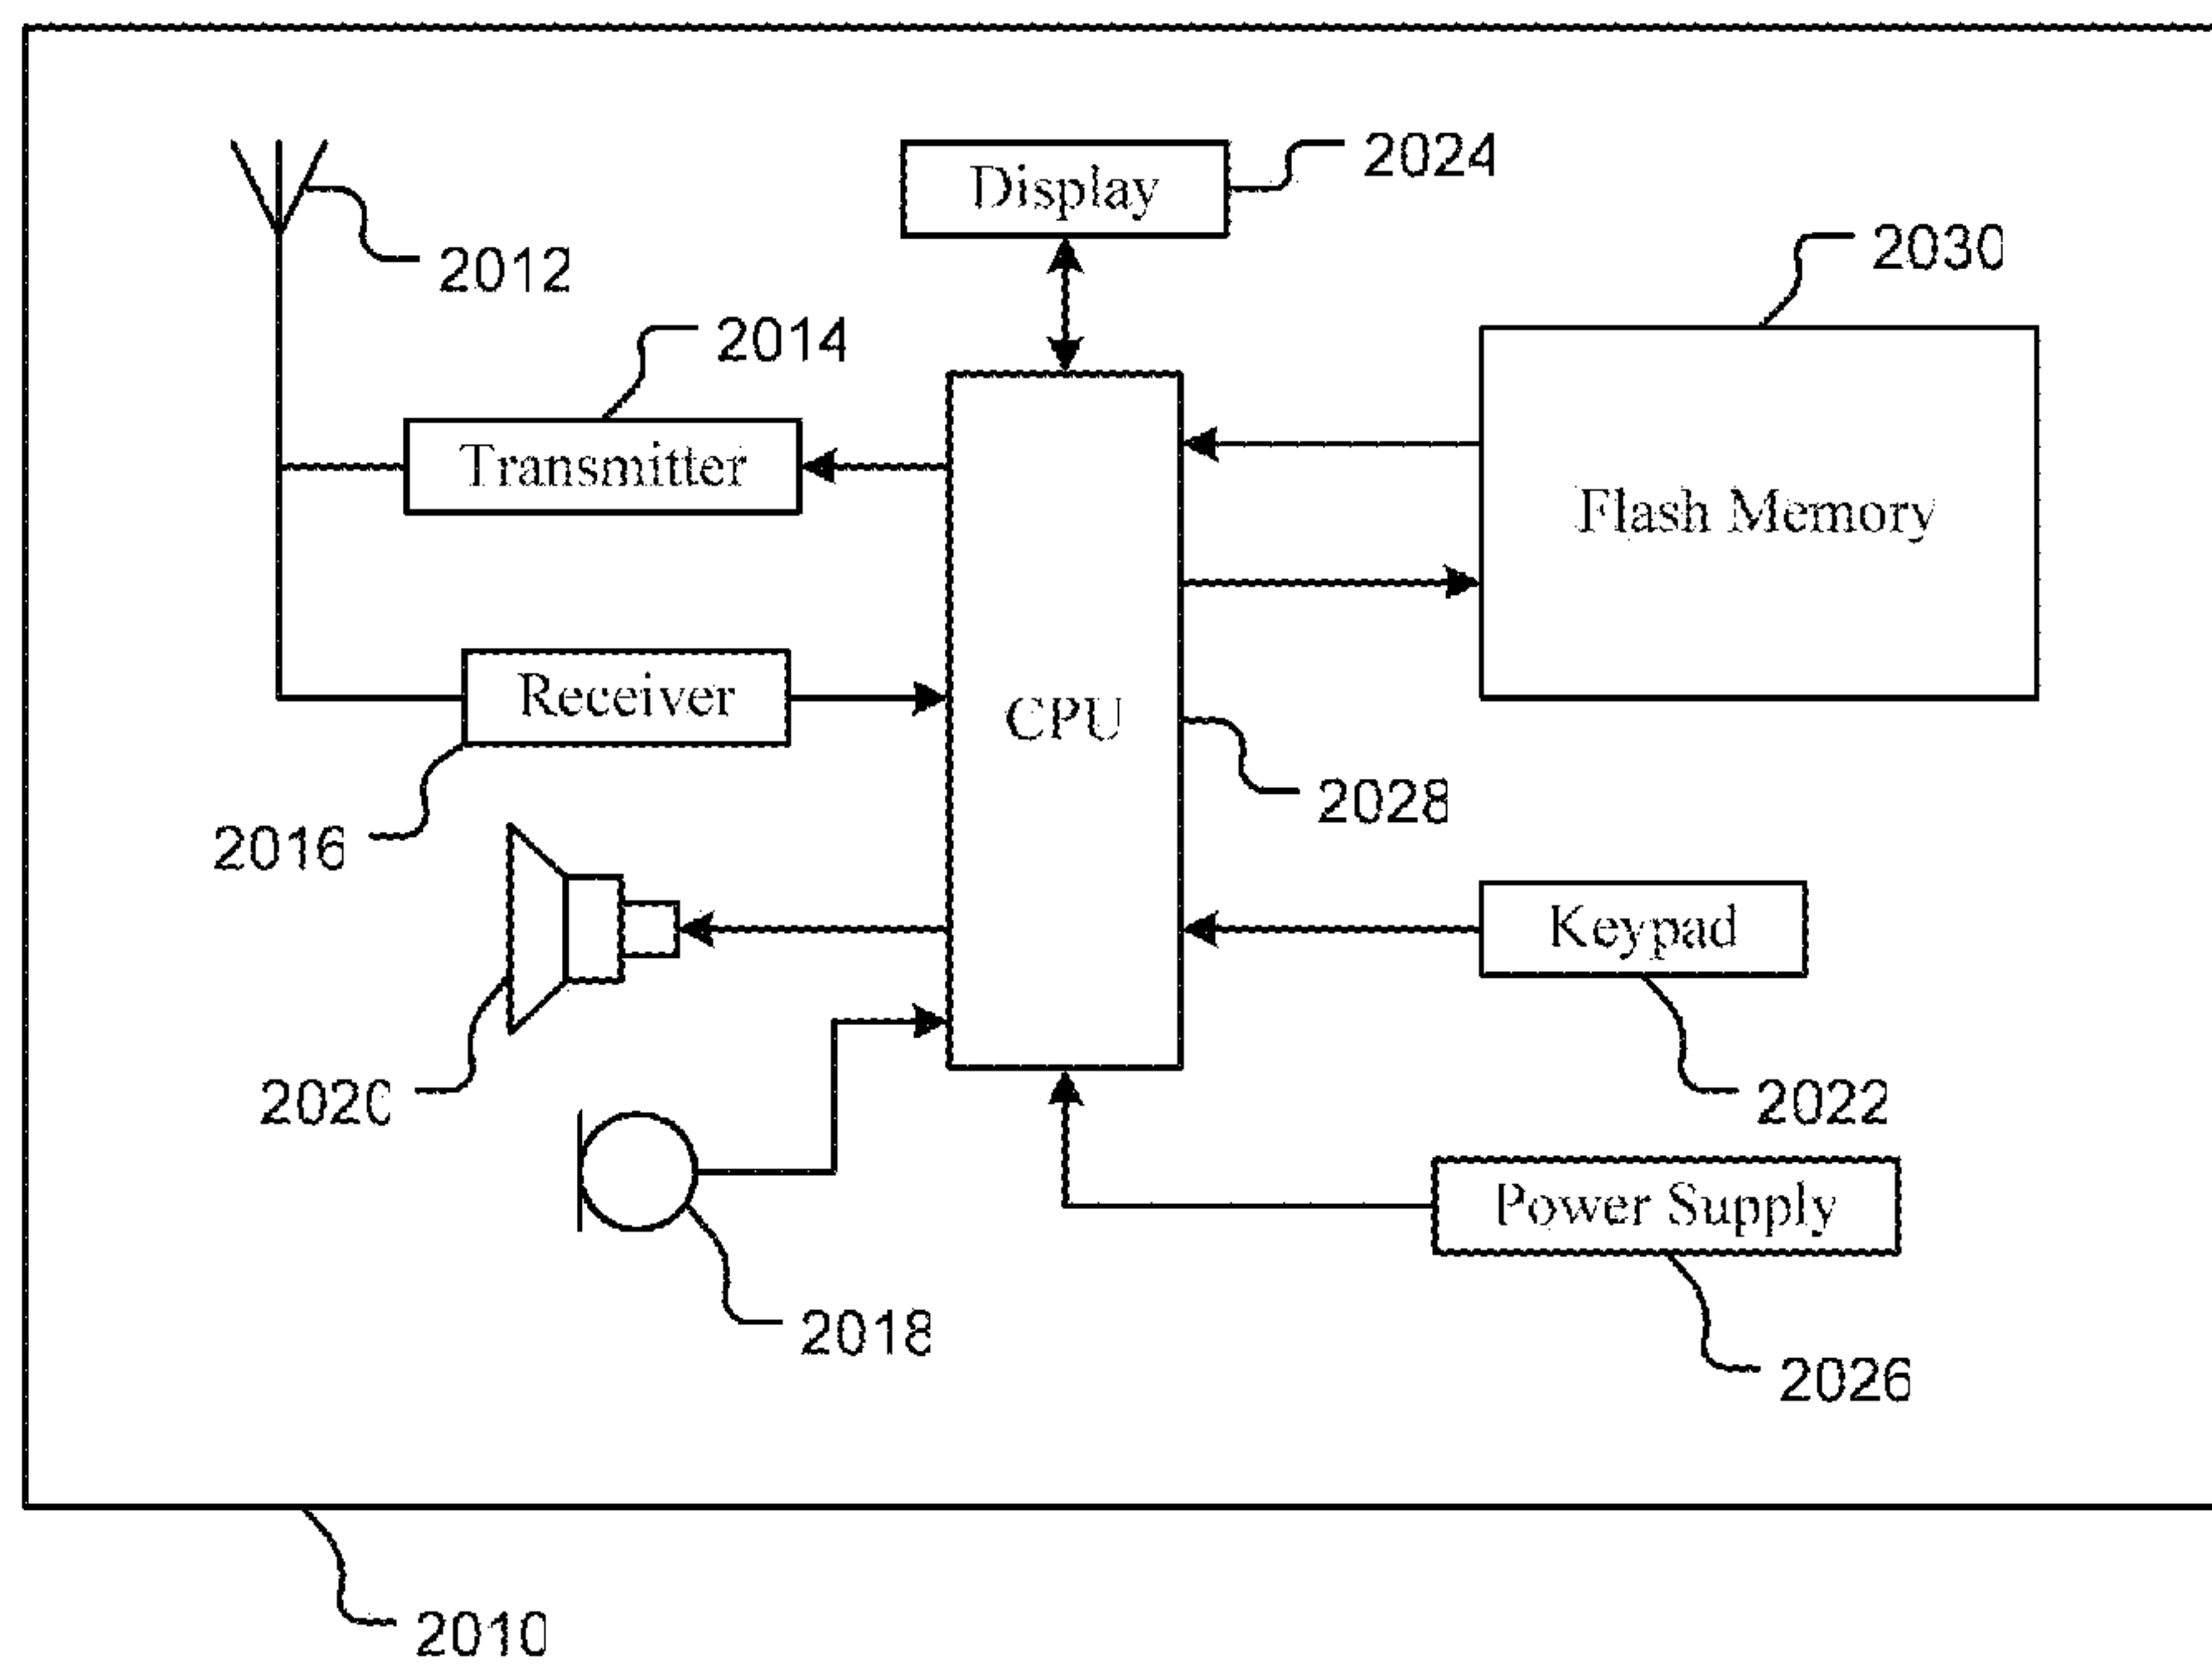 Display
2024
2030
2012
2014
Transmitter
Flash Memory
Receiver
CPU
2028
2016
Keypad
2020
2022
Power Supply
2018
2026
2010